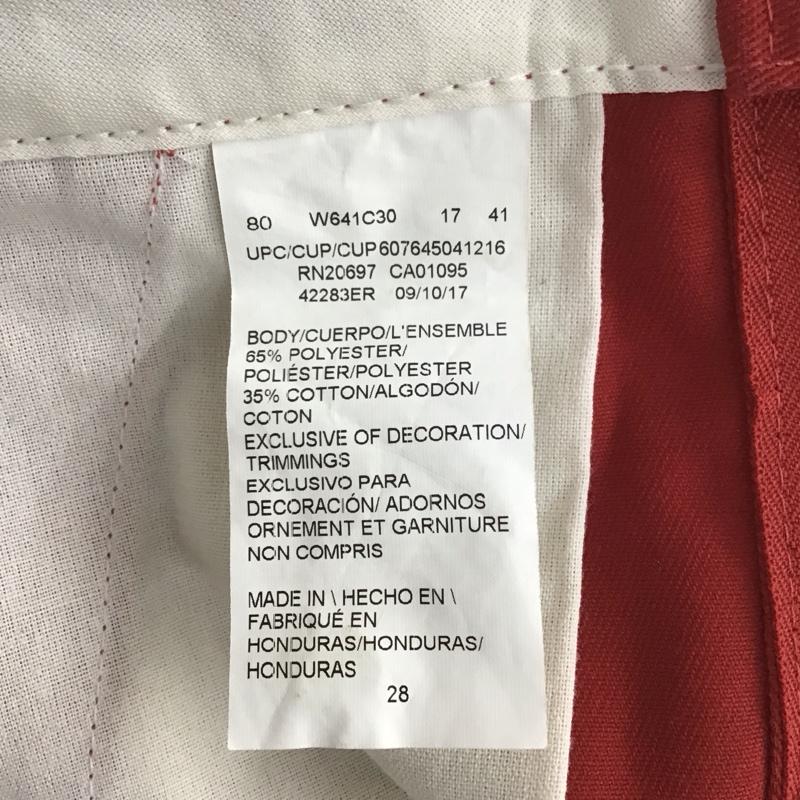 80 W641C30 17 41
UPC/CUP/CUP607645041216
RN20697 CA01095
42283ER 09/10/17
BODY/CUERPO/L'ENSEMBLE
65% POLYESTER/
POLIÉSTER/POLYESTER
35% COTTON/ALGODÓN/
COTON
EXCLUSIVE OF DECORATION/
TRIMMINGS
EXCLUSIVO PARA
DECORACIÓN/ ADORNOS
ORNEMENT ET GARNITURE
NON COMPRIS
MADE IN \ HECHO EN \
FABRIQUÉ EN
HONDURAS/HONDURAS/
HONDURAS
28